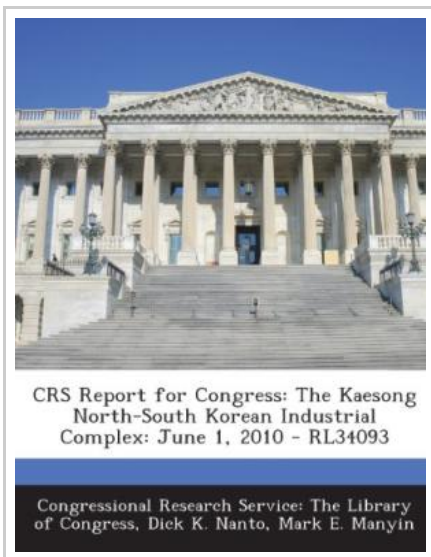 CRS Report for Congress: The Kaesong
North-South Korean Industrial
Complex: June 1, 2010 - RL34093
Congressional Research Service: The Library
of Congress, Dick K. Nanto, Mark E. Manyin